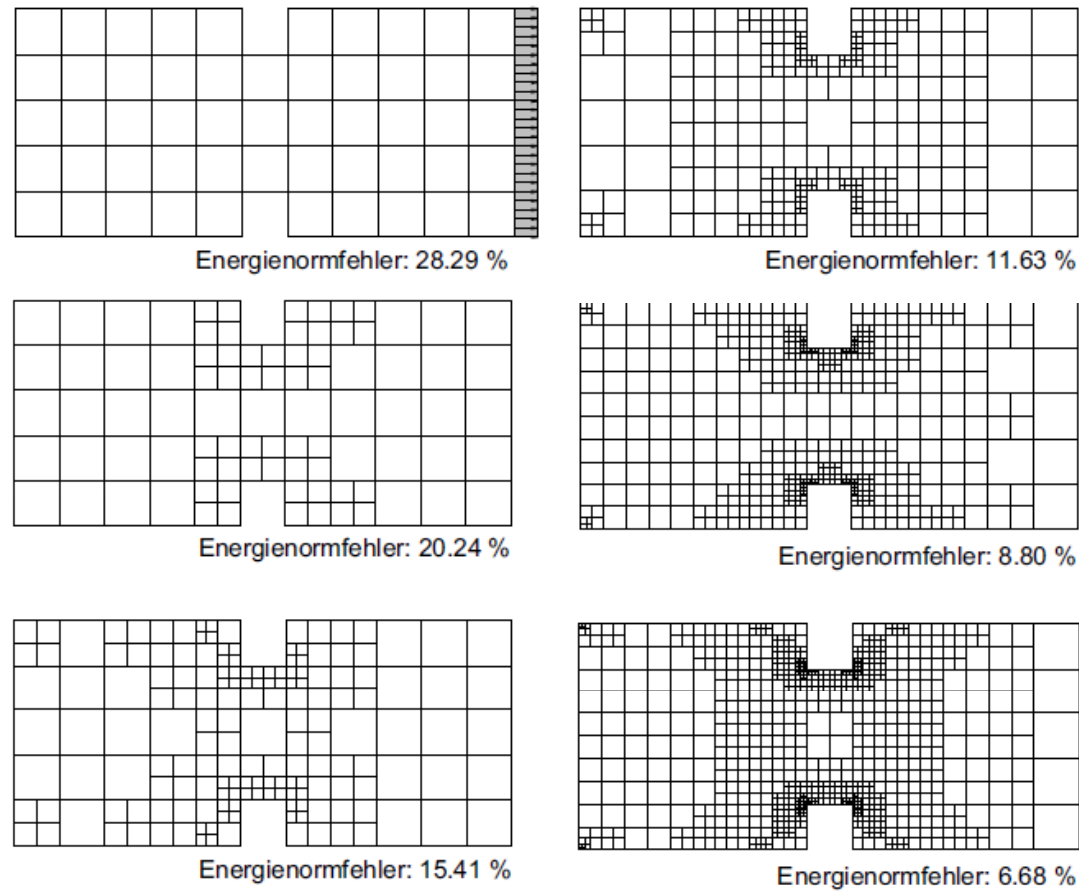 Energienormfehler: 28.29 %
Energienormfehler: 11.63 %
Energienormfehler: 20.24 %
Energienormfehler: 8.80 %
Energienormfehler: 15.41 %
Energienormfehler: 6.68 %